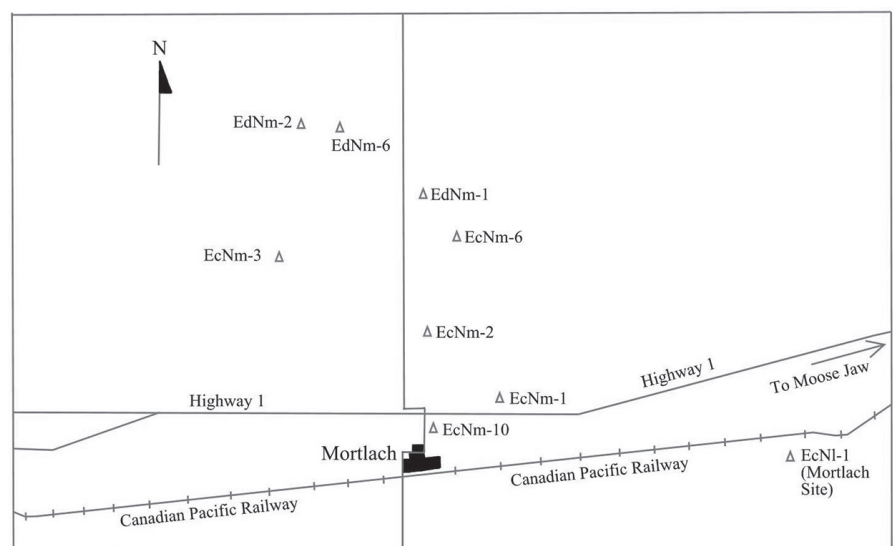 N
EdNm-2
EdNm-6
EdNm-1
EcNm-6
EcNm-3
EcNm-2
Highway 1
To Moose Jaw
EcNm-1
Highway 1
EcNm-10
Mortlach
EcNl-1
(Mortlach
Site)
Canadian Pacific Railway
Canadian Pacific Railway